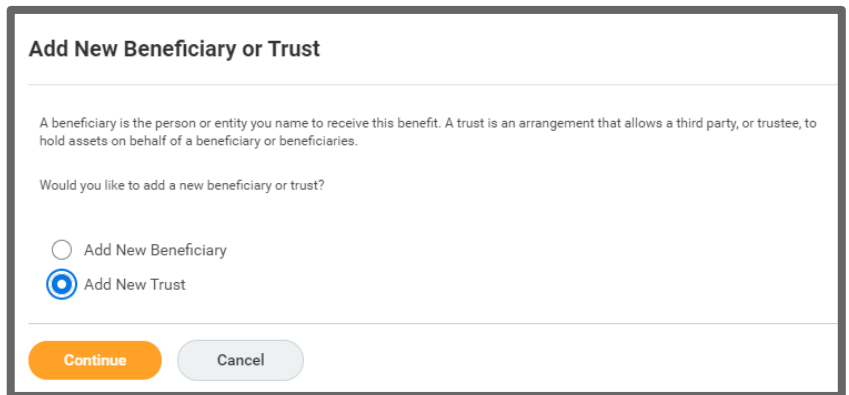 Add New Beneficiary or Trust
A beneficiary is the person or entity you name to receive this benefit. A trust is an arrangement that allows a third party, or trustee, to
hold assets on behalf of a beneficiary or beneficiaries.
Would you like to add a new beneficiary or trust?
Add New Beneficiary
Add New Trust
Continue Cancel